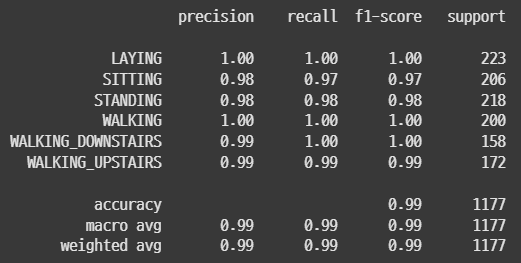 precision recall f1-score support
LAYING 1.00 1.00 1.00 223
SITTING 0.98 0.97 0.97 206
STANDING 0.98 0.98 0.98 218
WALKING 1.00 1.00 1.00 200
WALKING_DOWNSTAIRS 0.99 1.00 1.00 158
WALKING_UPSTAIRS 0.99 0.99 0.99 172
accuracy 0.99 1177
macro avg 0.99 0.99 0.99 1177
weighted avg 0.99 0.99 0.99 1177